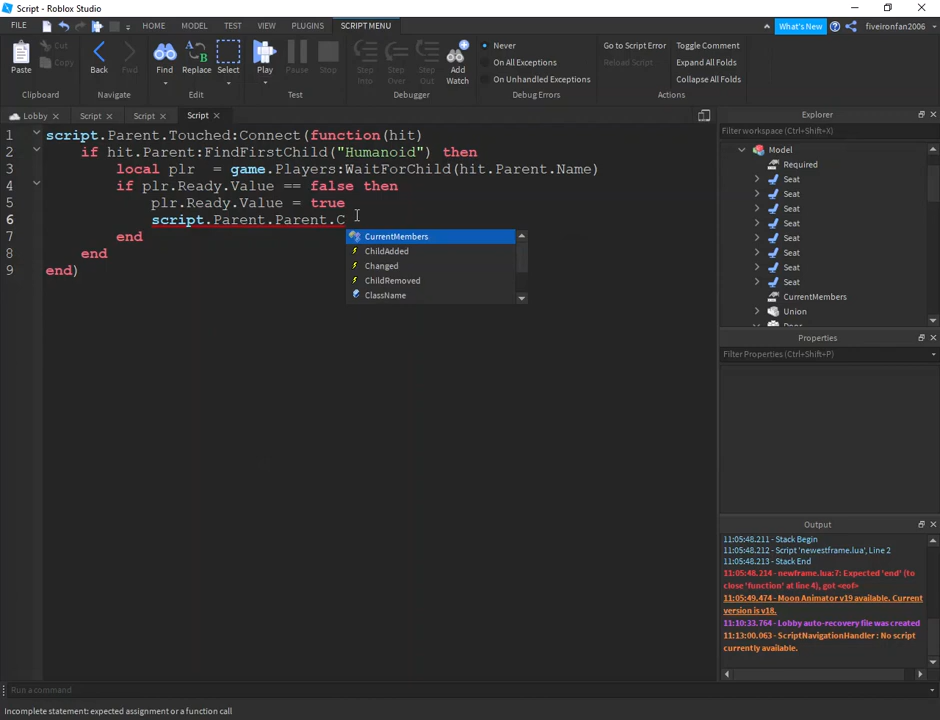 Script - Roblox Studio
FILE HOME MODEL TEST VIEW PLUGINS SCRIPT MENU What's New fiveironfan2006
Paste Cut Copy Back Fwd Find Replace Select Play Pause Stop Step Into Step Over Step Out Add Watch
Never
On All Exceptions
On Unhandled Exceptions
Go to Script Error
Reload Script
Toggle Comment
Expand All Folds
Collapse All Folds
Clipboard Navigate Edit Test Debugger Debug Errors Actions
Lobby Script Script Script
1 script.Parent.Touched:Connect(function(hit)
2 if hit.Parent:FindFirstChild("Humanoid") then
3 local plr = game.Players:WaitForChild(hit.Parent.Name)
4 if plr.Ready.Value == false then
5 plr.Ready.Value = true
6 script.Parent.Parent.C
7 end
8 end
9 end)
CurrentMembers
ChildAdded
Changed
ChildRemoved
ClassName
Explorer
Filter workspace (Ctrl+Shift+X)
Model
Required
Seat
Seat
Seat
Seat
Seat
Seat
Seat
Seat
CurrentMembers
Union
Properties
Filter Properties (Ctrl+Shift+P)
Output
11:05:48.211 - Stack Begin
11:05:48.212 - Script 'newestframe.lua', Line 2
11:05:48.213 - Stack End
11:05:48.214 - newframe.lua:7: Expected 'end' (to
close 'function' at line 4), got <eof>
11:05:49.474 - Moon Animator v19 available. Current
version is v18.
11:10:33.764 - Lobby auto-recovery file was created
11:13:00.063 - ScriptNavigationHandler : No script
currently available.
Run a command
Incomplete statement: expected assignment or a function call